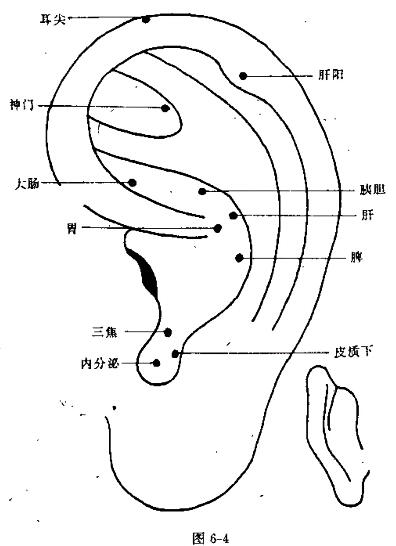 耳尖
肝阳
神门
大肠
胰胆
肝
胃
脾
三焦
皮质下
内分泌
图 6-4